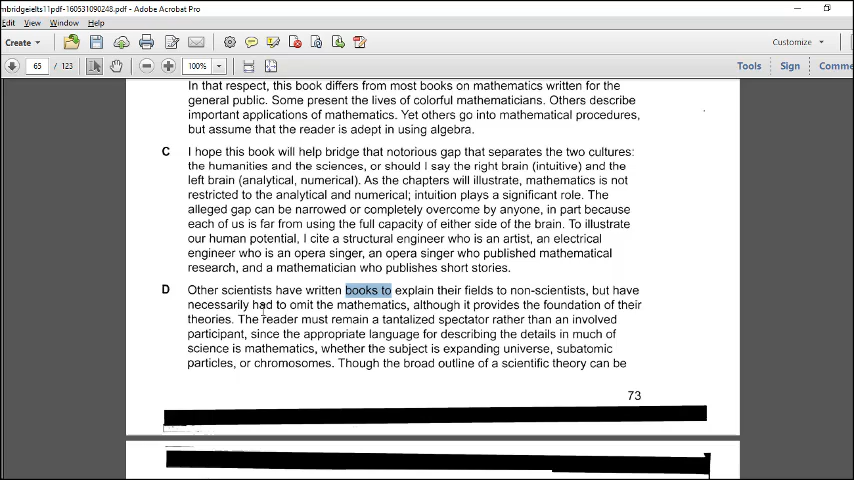 mbridgeielts11pdf-160531090248.pdf - Adobe Acrobat Pro
Edit View Window Help
Create
Customize
65 / 123
100%
Tools Sign Comme
In that respect, this book differs from most books on mathematics written for the
general public. Some present the lives of colorful mathematicians. Others describe
important applications of mathematics. Yet others go into mathematical procedures,
but assume that the reader is adept in using algebra.
C I hope this book will help bridge that notorious gap that separates the two cultures:
the humanities and the sciences, or should I say the right brain (intuitive) and the
left brain (analytical, numerical). As the chapters will illustrate, mathematics is not
restricted to the analytical and numerical; intuition plays a significant role. The
alleged gap can be narrowed or completely overcome by anyone, in part because
each of us is far from using the full capacity of either side of the brain. To illustrate
our human potential, I cite a structural engineer who is an artist, an electrical
engineer who is an opera singer, an opera singer who published mathematical
research, and a mathematician who publishes short stories.
D Other scientists have written books to explain their fields to non-scientists, but have
necessarily had to omit the mathematics, although it provides the foundation of their
theories. The reader must remain a tantalized spectator rather than an involved
participant, since the appropriate language for describing the details in much of
science is mathematics, whether the subject is expanding universe, subatomic
particles, or chromosomes. Though the broad outline of a scientific theory can be
73